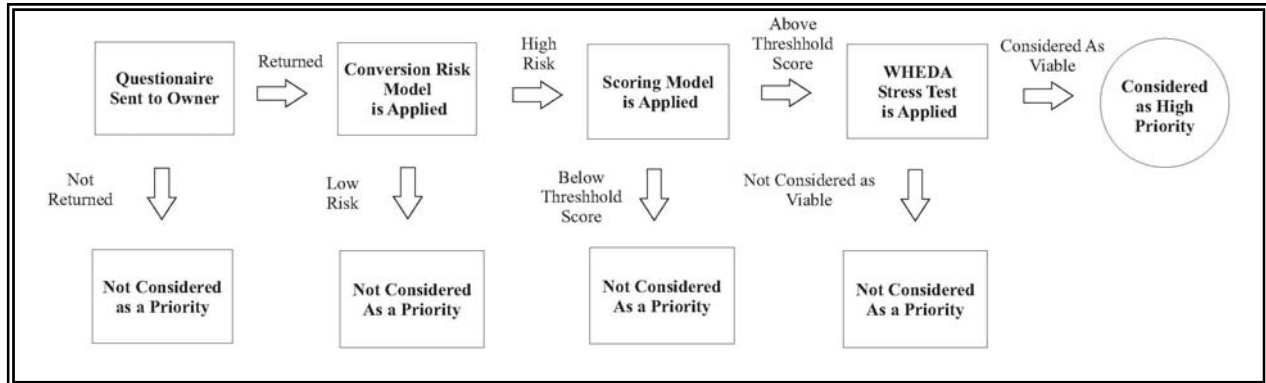 Questionaire
Sent to Owner
Returned
Conversion Risk
Model
is Applied
High
Risk
Scoring Model
is Applied
Above
Threshhold
Score
WHEDA
Stress Test
is Applied
Considered As
Viable
Considered
as High
Priority
Not
Returned
Low
Risk
Below
Threshhold
Score
Not Considered as
Viable
Not Considered
as a Priority
Not Considered
As a Priority
Not Considered
As a Priority
Not Considered
As a Priority